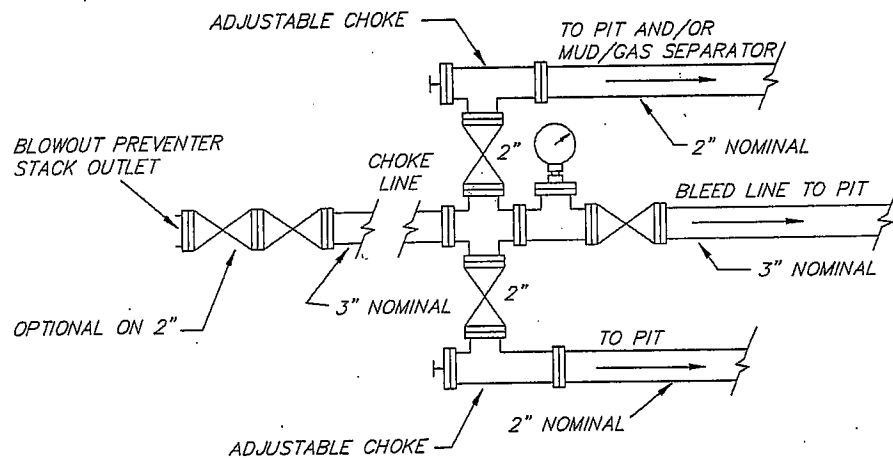 ADJUSTABLE CHOKE
TO PIT AND/OR
MUD/GAS SEPARATOR
2" NOMINAL
BLOWOUT PREVENTER
STACK OUTLET
CHOKE
LINE
2"
BLEED LINE TO PIT
3" NOMINAL
OPTIONAL ON 2"
3" NOMINAL
2"
TO PIT
2" NOMINAL
ADJUSTABLE CHOKE